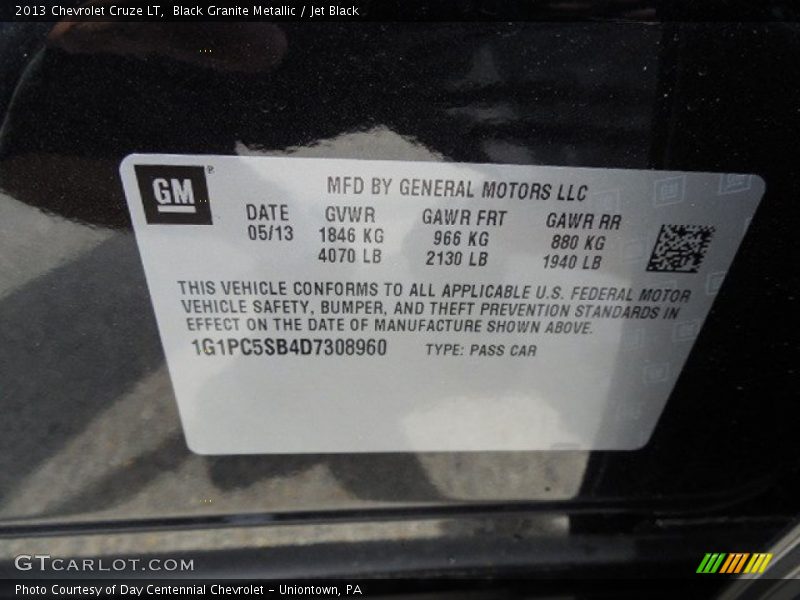 2013 Chevrolet Cruze LT, Black Granite Metallic / Jet Black
GM®
MFD BY GENERAL MOTORS LLC
DATE GVWR GAWR FRT GAWR RR
05/13 1846 KG 966 KG 880 KG
4070 LB 2130 LB 1940 LB
THIS VEHICLE CONFORMS TO ALL APPLICABLE U.S. FEDERAL MOTOR
VEHICLE SAFETY, BUMPER, AND THEFT PREVENTION STANDARDS IN
EFFECT ON THE DATE OF MANUFACTURE SHOWN ABOVE.
1G1PC5SB4D7308960 TYPE: PASS CAR
GTCARLOT.COM
Photo Courtesy of Day Centennial Chevrolet - Uniontown, PA